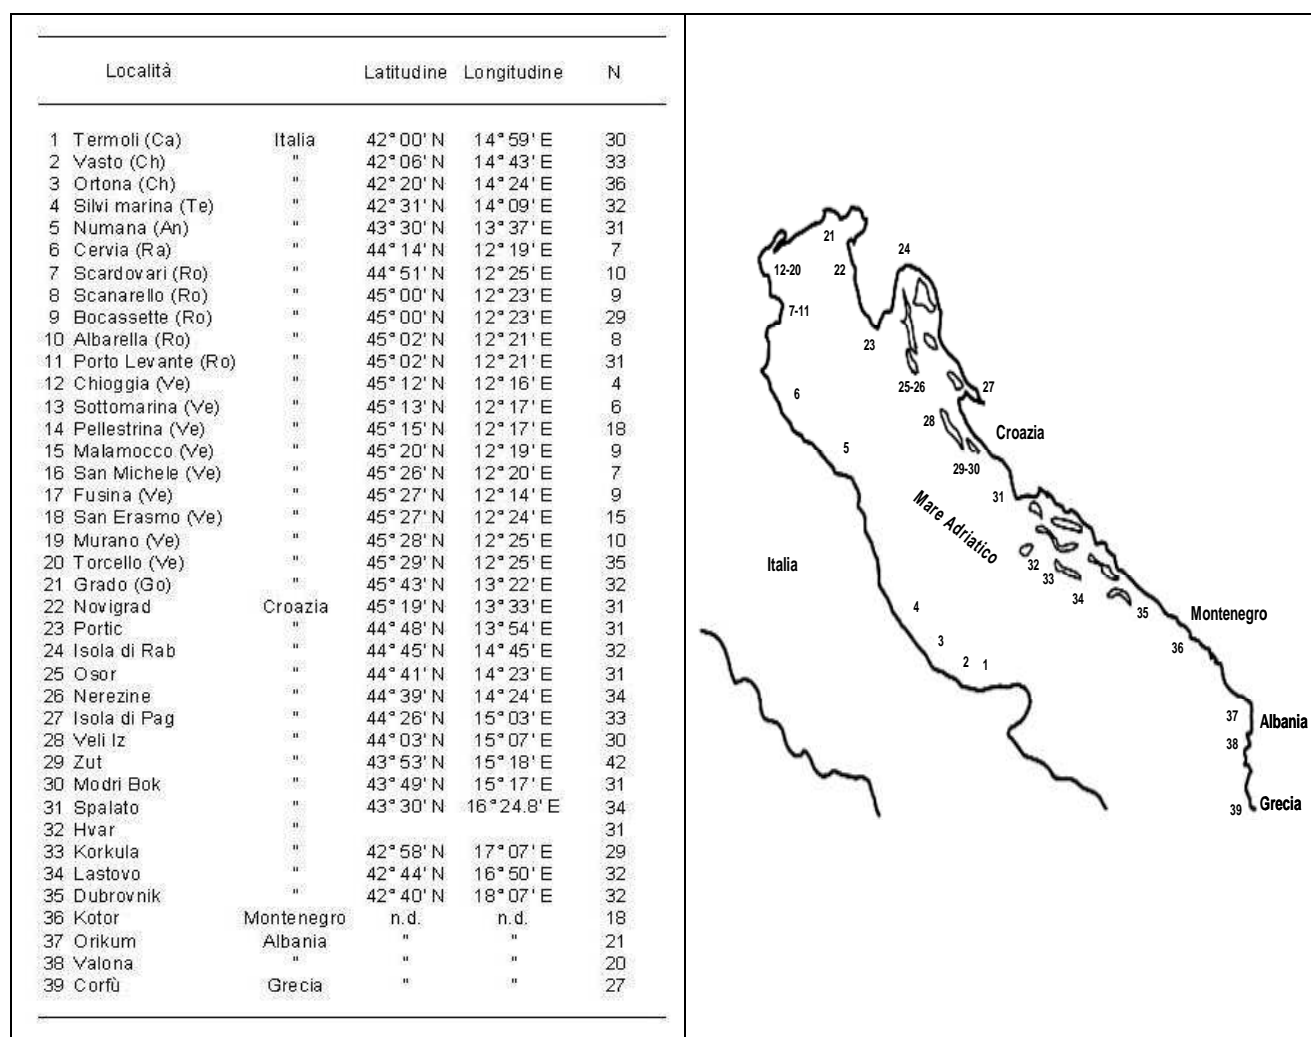 Località Latitudine Longitudine N
1 Termoli (Ca) Italia 42° 00' N 14° 59' E 30
2 Vasto (Ch) " 42° 06' N 14° 43' E 33
3 Ortona (Ch) " 42° 20' N 14° 24' E 36
4 Silvi marina (Te) " 42° 31' N 14° 09' E 32
5 Numana (An) " 43° 30' N 13° 37' E 31
6 Cervia (Ra) " 44° 14' N 12° 19' E 7
7 Scardovari (Ro) " 44° 51' N 12° 25' E 10
8 Scanarello (Ro) " 45° 00' N 12° 23' E 9
9 Bocassette (Ro) " 45° 00' N 12° 23' E 29
10 Albarella (Ro) " 45° 02' N 12° 21' E 8
11 Porto Levante (Ro) " 45° 02' N 12° 21' E 31
12 Chioggia (Ve) " 45° 12' N 12° 16' E 4
13 Sottomarina (Ve) " 45° 13' N 12° 17' E 6
14 Pellestrina (Ve) " 45° 15' N 12° 17' E 18
15 Malamocco (Ve) " 45° 20' N 12° 19' E 9
16 San Michele (Ve) " 45° 26' N 12° 20' E 7
17 Fusina (Ve) " 45° 27' N 12° 14' E 9
18 San Erasmo (Ve) " 45° 27' N 12° 24' E 15
19 Murano (Ve) " 45° 28' N 12° 25' E 10
20 Torcello (Ve) " 45° 29' N 12° 25' E 35
21 Grado (Go) " 45° 43' N 13° 22' E 32
22 Novigrad Croazia 45° 19' N 13° 33' E 31
23 Portic " 44° 48' N 13° 54' E 31
24 Isola di Rab " 44° 45' N 14° 45' E 32
25 Osor " 44° 41' N 14° 23' E 31
26 Nerezine " 44° 39' N 14° 24' E 34
27 Isola di Pag " 44° 26' N 15° 03' E 33
28 Veli Iz " 44° 03' N 15° 07' E 30
29 Zut " 43° 53' N 15° 18' E 42
30 Modri Bok " 43° 49' N 15° 17' E 31
31 Spalato " 43° 30' N 16° 24.8' E 34
32 Hvar " 31
33 Korkula " 42° 58' N 17° 07' E 29
34 Lastovo " 42° 44' N 16° 50' E 32
35 Dubrovnik " 42° 40' N 18° 07' E 32
36 Kotor Montenegro n.d. n.d. 18
37 Orikum Albania " " 21
38 Valona " " " 20
39 Corfù Grecia " " 27
21
24
12-20
22
7-11
23
25-26
27
6
28
Croazia
5
29-30
31
Mare Adriatico
Italia
32
33
34
4
35
Montenegro
3
36
2
1
37
Albania
38
39
Grecia